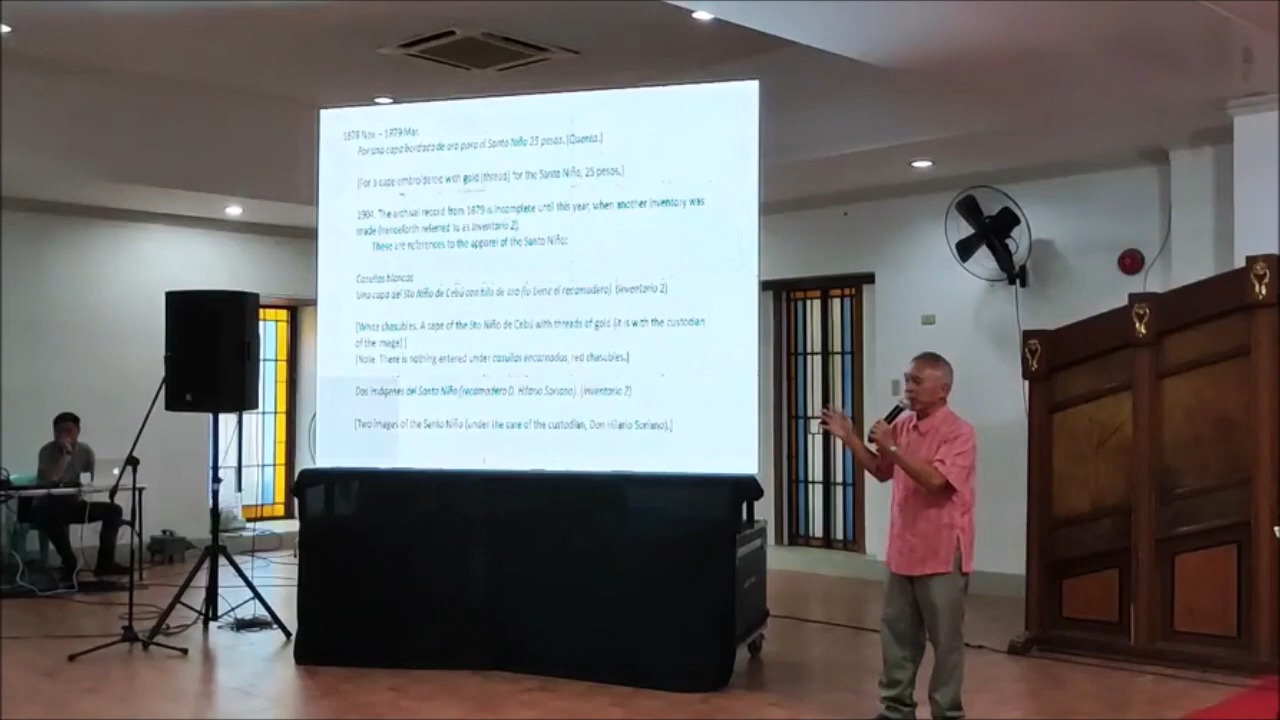 1878 Nov. – 1879 Mar.
Por una capa bordada de oro para el Santo Niño 25 pesos. (Quenta.)
[For a cape embroidered with gold (thread) for the Santo Niño, 25 pesos.]
1904. The archival record from 1879 is incomplete until this year, when another inventory was
made (henceforth referred to as Inventario 2).
These are references to the apparel of the Santo Niño:
Casullas blancas
Una capa del Sto Niño de Cebú con hilo de oro (lo tiene el recamadero). (Inventario 2)
[White chasubles. A cape of the Sto Niño de Cebú with threads of gold (it is with the custodian
of the image) ]
[Note. There is nothing entered under casullas encarnadas, red chasubles.]
Dos imágenes del Santo Niño (recamadero D. Hilario Soriano). (Inventario 2)
[Two images of the Santo Niño (under the care of the custodian, Don Hilario Soriano).]